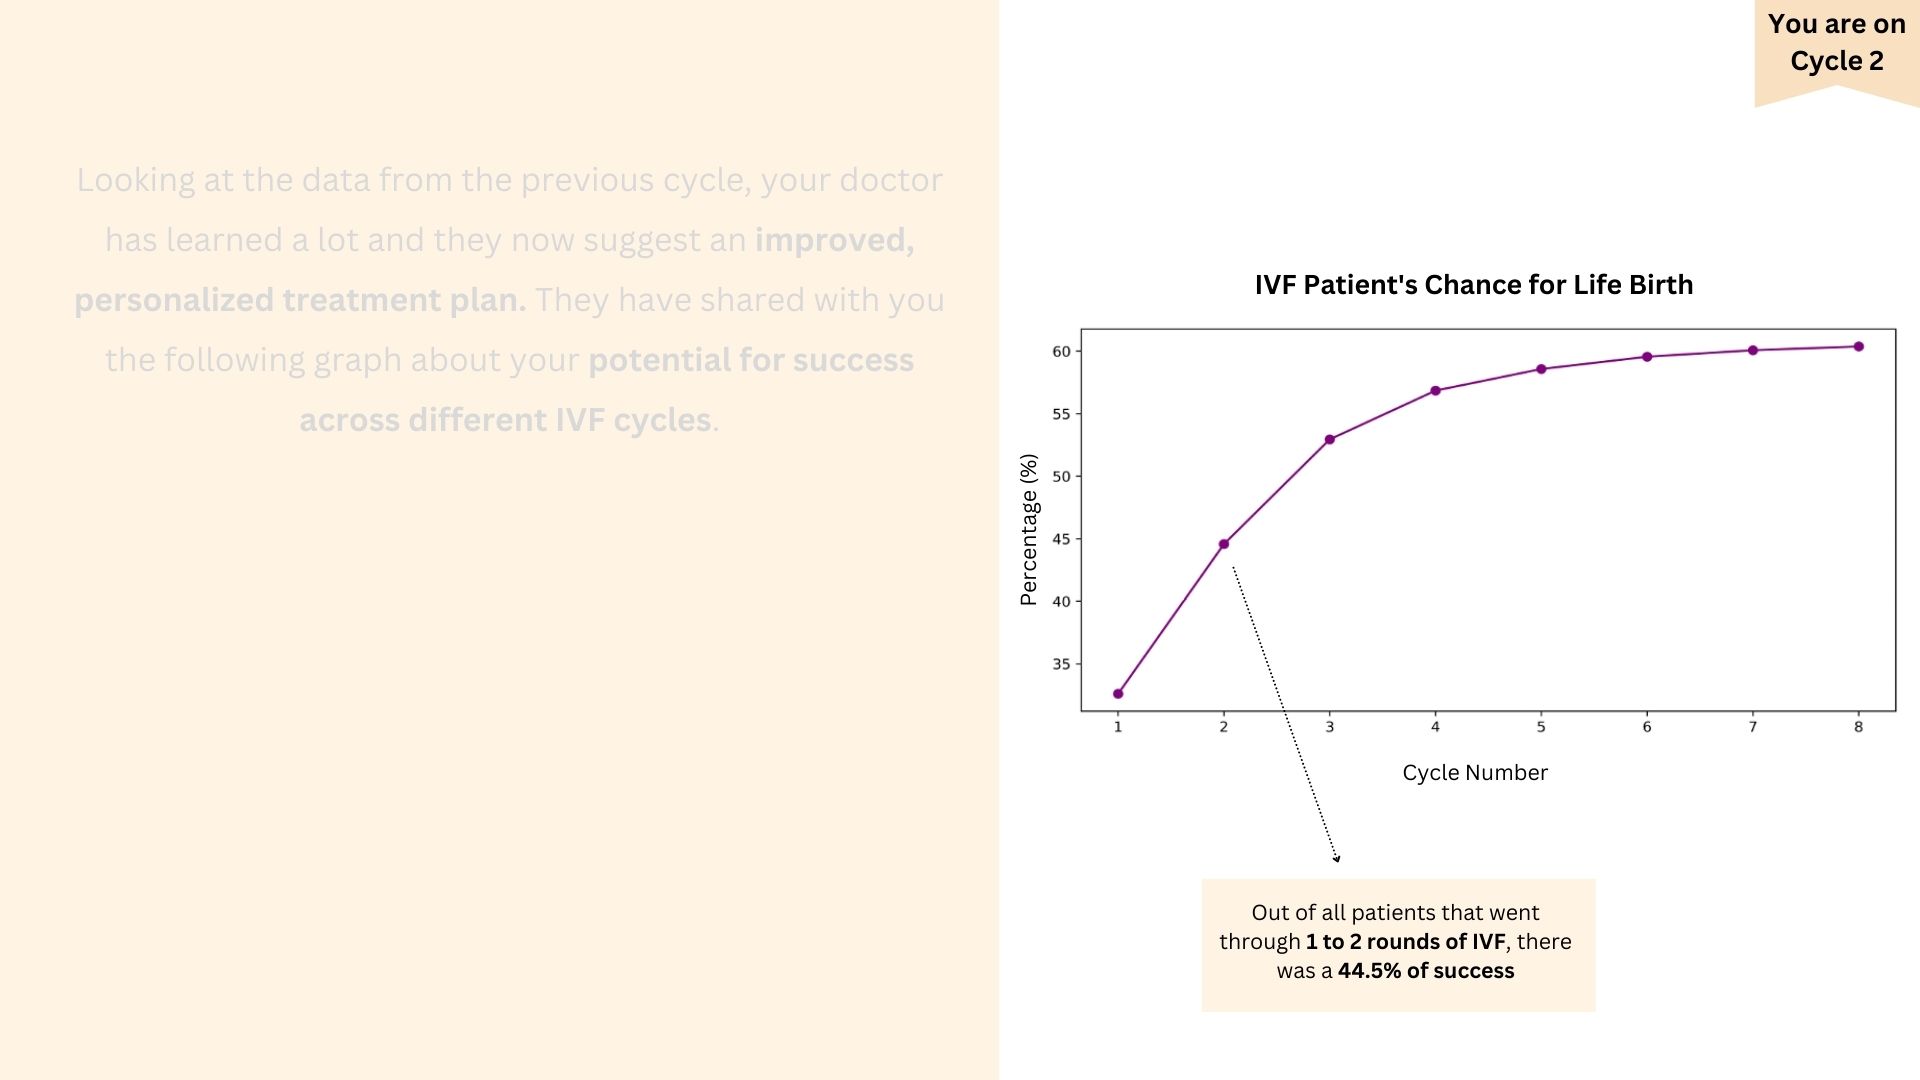 You are on
Cycle 2
Looking at the data from the previous cycle, your doctor
has learned a lot and they now suggest an improved,
personalized treatment plan. They have shared with you
the following graph about your potential for success
across different IVF cycles.
IVF Patient's Chance for Life Birth
60
55
50
45
40
35
Percentage (%)
1 2 3 4 5 6 7 8
Cycle Number
Out of all patients that went
through 1 to 2 rounds of IVF, there
was a 44.5% of success